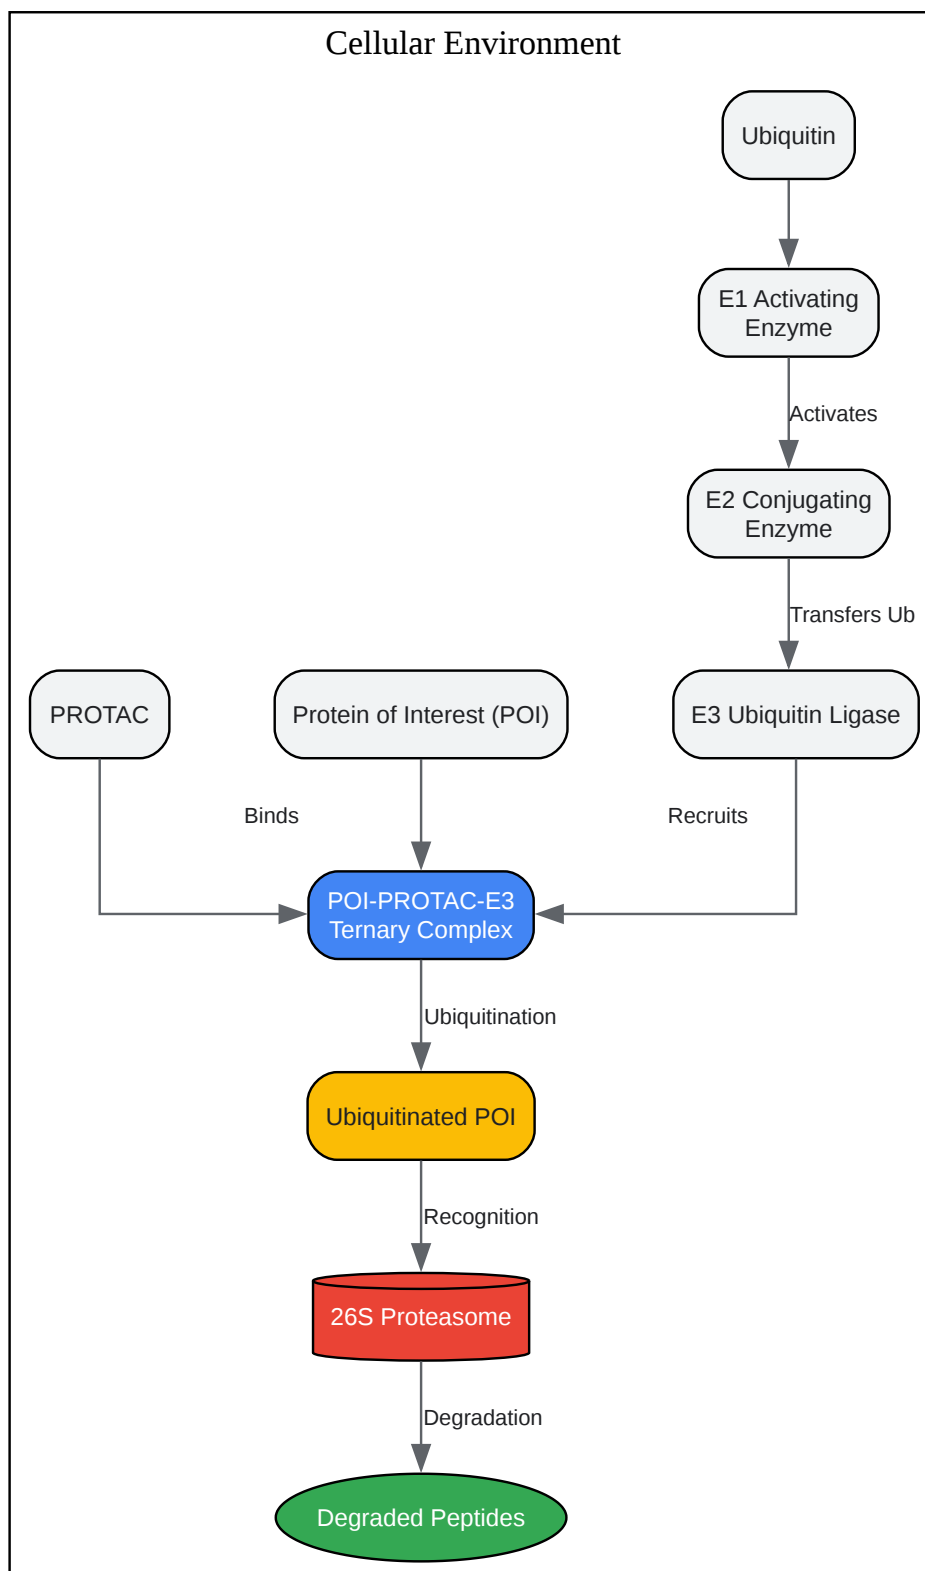 Cellular Environment
Ubiquitin
E1 Activating
Enzyme
Activates
E2 Conjugating
Enzyme
Transfers Ub
PROTAC
Protein of Interest (POI)
E3 Ubiquitin Ligase
Binds
Recruits
POI-PROTAC-E3
Ternary Complex
Ubiquitination
Ubiquitinated POI
Recognition
26S Proteasome
Degradation
Degraded Peptides